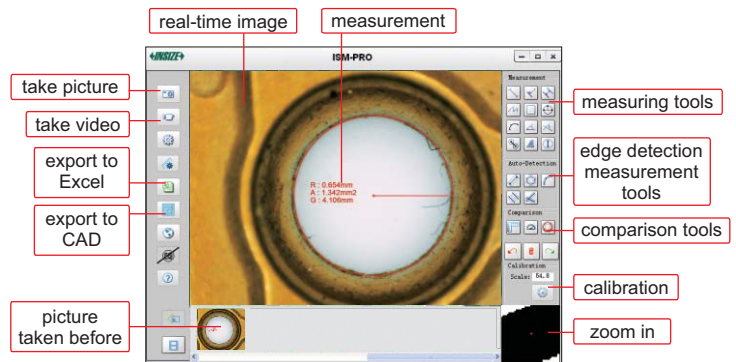 real-time image
measurement
INSIZE
ISM-PRO
take picture
take video
export to
Excel
export to
CAD
picture
taken before
R : 0.654mm
A : 1.342mm2
G : 4.106mm
Measurement
Auto-Detection
Comparison
Calibration
Scale: 54.8
measuring tools
edge detection
measurement
tools
comparison tools
calibration
zoom in